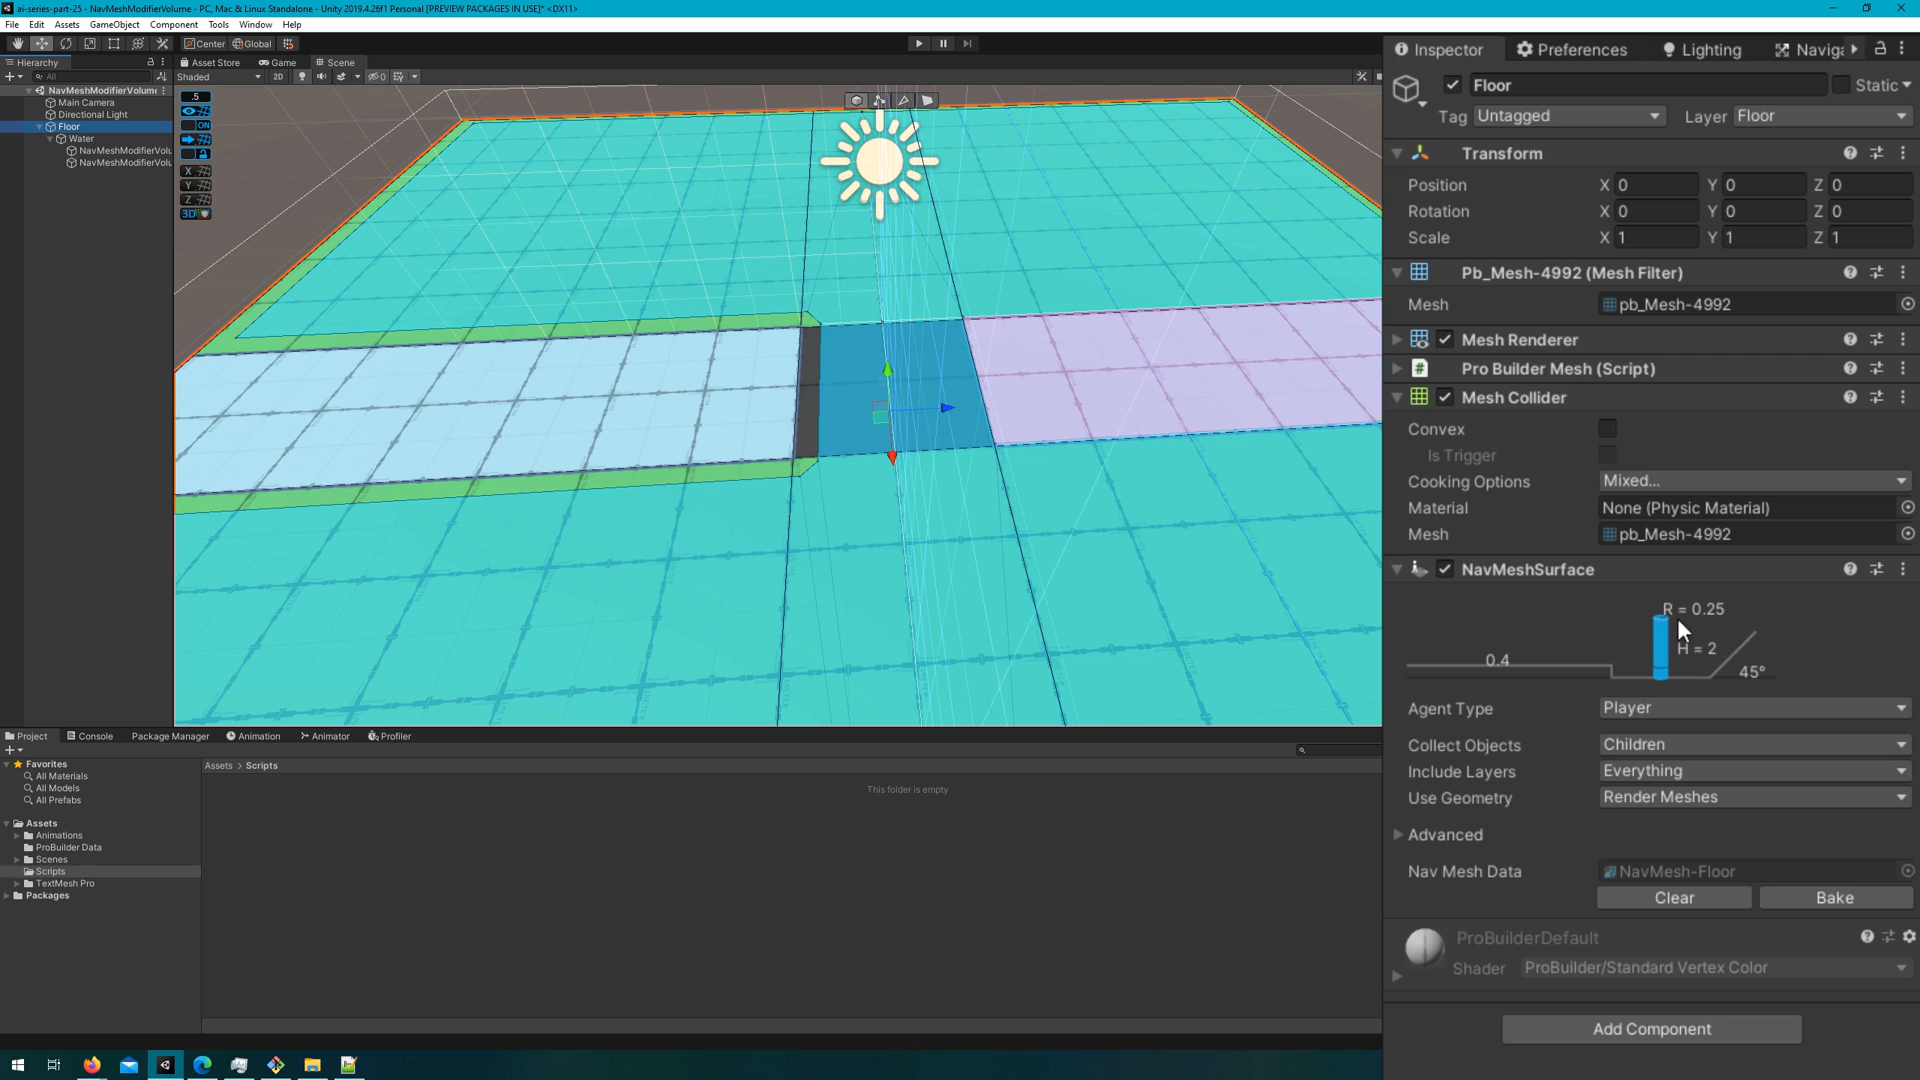 ai-series-part-25 - NavMeshModifierVolume - PC, Mac & Linux Standalone - Unity 2019.4.26f1 Personal [PREVIEW PACKAGES IN USE]* <DX11>
File Edit Assets GameObject Component Tools Window Help
Center Global
Hierarchy
All
NavMeshModifierVolum
Main Camera
Directional Light
Floor
Water
NavMeshModifierVolu
NavMeshModifierVolu
Asset Store Game Scene
Shaded 2D 0
.5
ON
X
Y
Z
3D
Inspector Preferences Lighting Naviga
Floor Static
Tag Untagged Layer Floor
Transform
Position X 0 Y 0 Z 0
Rotation X 0 Y 0 Z 0
Scale X 1 Y 1 Z 1
Pb_Mesh-4992 (Mesh Filter)
Mesh pb_Mesh-4992
Mesh Renderer
Pro Builder Mesh (Script)
Mesh Collider
Convex
Is Trigger
Cooking Options Mixed...
Material None (Physic Material)
Mesh pb_Mesh-4992
NavMeshSurface
R = 0.25
H = 2
0.4
45°
Agent Type Player
Collect Objects Children
Include Layers Everything
Use Geometry Render Meshes
Advanced
Nav Mesh Data NavMesh-Floor
Clear Bake
ProBuilderDefault
Shader ProBuilder/Standard Vertex Color
Add Component
Project Console Package Manager Animation Animator Profiler
Favorites
All Materials
All Models
All Prefabs
Assets
Animations
ProBuilder Data
Scenes
Scripts
TextMesh Pro
Packages
Assets > Scripts
This folder is empty